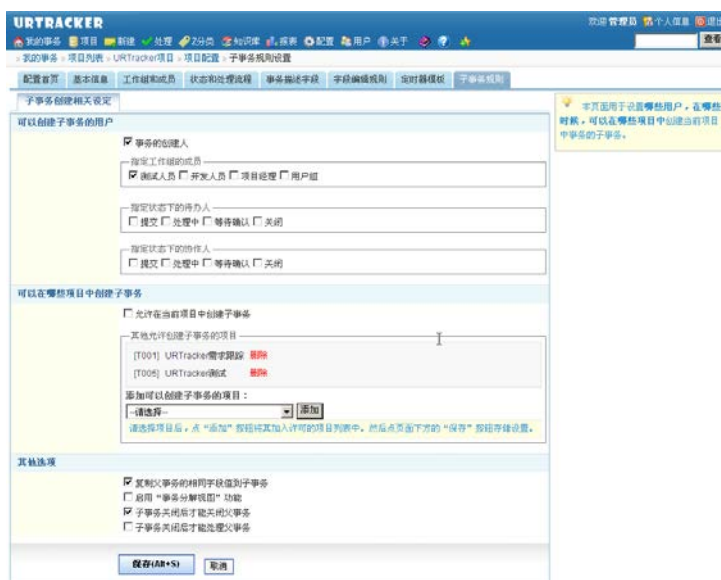 URTRACKER
欢迎 管理员 个人信息 退出
我的事务 项目 新建 处理 Z分类 知识库 报表 配置 用户 关于
查看
我的事务 » 项目列表 » URTracker项目 » 项目配置 » 子事务规则设置
配置首页 基本信息 工作组和成员 状态和处理流程 事务描述字段 字段编辑规则 定时器模板 子事务规则
子事务创建相关设定
本页面用于设置哪些用户，在哪些
时候，可以在哪些项目中创建当前项目
中事务的子事务。
可以创建子事务的用户
事务的创建人
指定工作组的成员
测试人员 开发人员 项目经理 用户组
指定状态下的待办人
提交 处理中 等待确认 关闭
指定状态下的协作人
提交 处理中 等待确认 关闭
可以在哪些项目中创建子事务
允许在当前项目中创建子事务
其他允许创建子事务的项目
[T001] URTracker需求跟踪 删除
[T005] URTracker测试 删除
添加可以创建子事务的项目：
--请选择-- 添加
请选择项目后，点“添加”按钮将其加入许可的项目列表中。然后点页面下方的“保存”按钮存储设置。
其他选项
复制父事务的相同字段值到子事务
启用“事务分解视图”功能
子事务关闭后才能关闭父事务
子事务关闭后才能处理父事务
保存(Alt+S) 取消